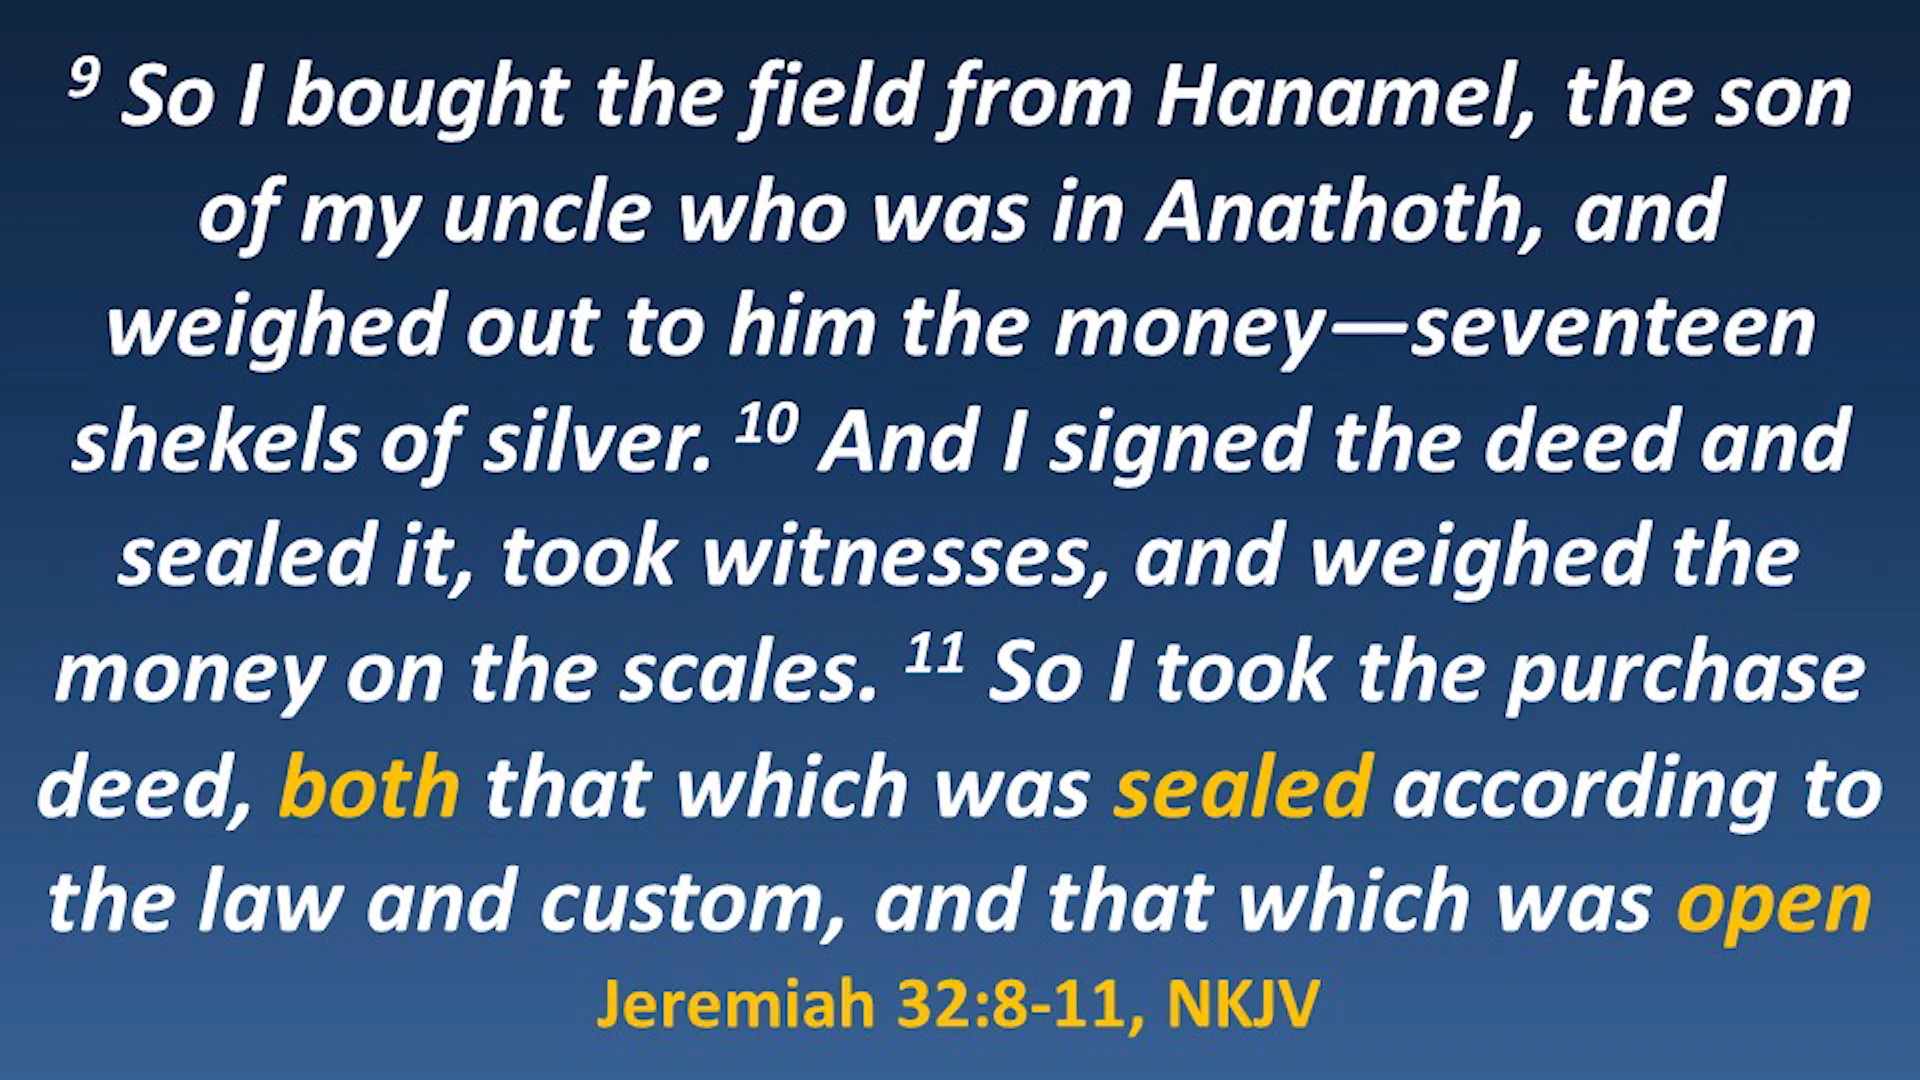 9 So I bought the field from Hanamel, the son
of my uncle who was in Anathoth, and
weighed out to him the money—seventeen
shekels of silver. 10 And I signed the deed and
sealed it, took witnesses, and weighed the
money on the scales. 11 So I took the purchase
deed, both that which was sealed according to
the law and custom, and that which was open
Jeremiah 32:8-11, NKJV